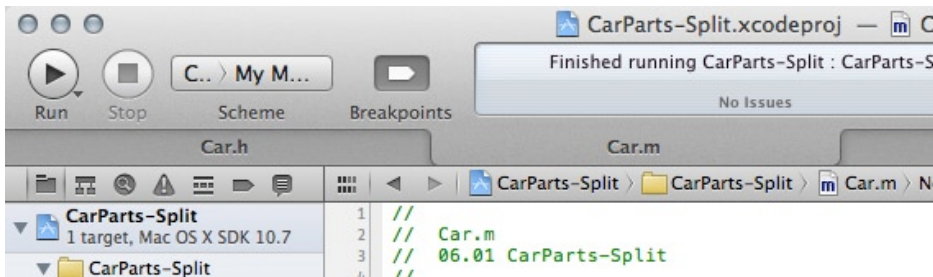 CarParts-Split.xcodeproj — m C
C.. › My M...
Finished running CarParts-Split : CarParts-S
No Issues
Run Stop Scheme Breakpoints
Car.h Car.m
CarParts-Split › CarParts-Split › m Car.m › N
CarParts-Split
1 target, Mac OS X SDK 10.7
CarParts-Split
1 //
2 // Car.m
3 // 06.01 CarParts-Split
4 //